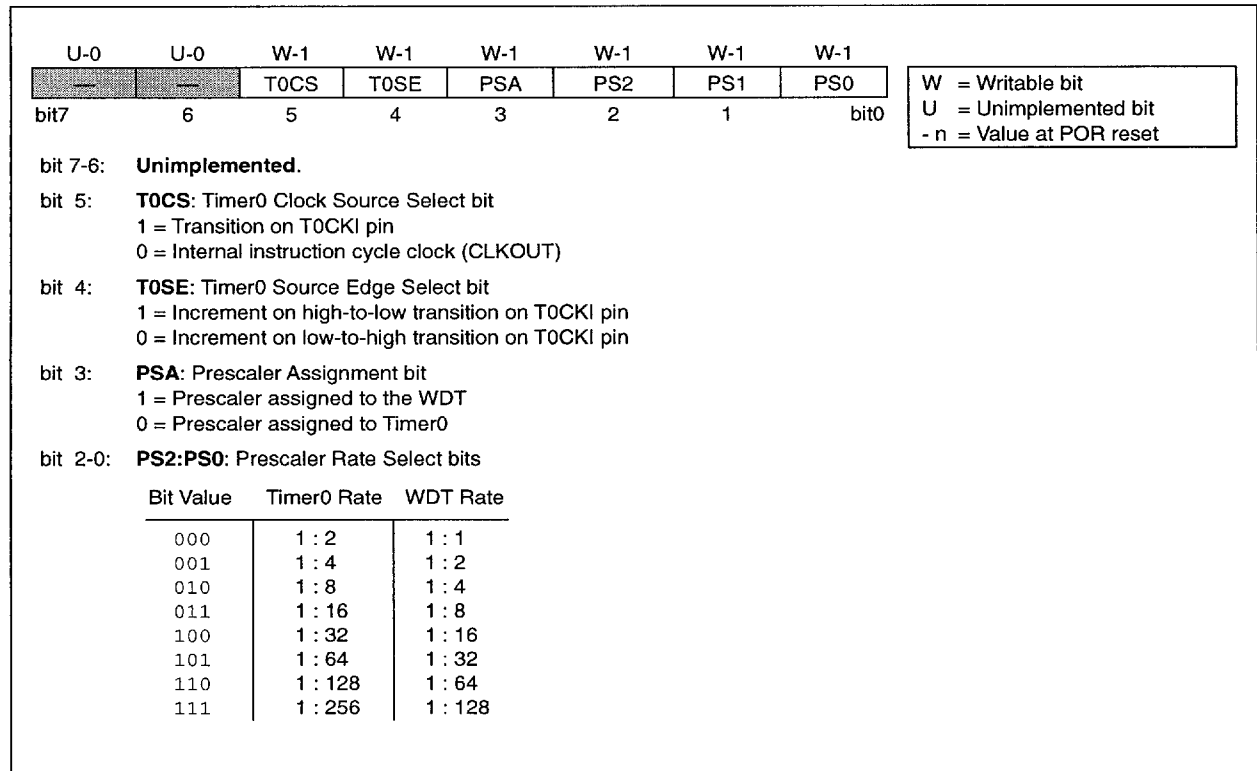 U-0 U-0 W-1 W-1 W-1 W-1 W-1 W-1
— — T0CS T0SE PSA PS2 PS1 PS0
bit7 6 5 4 3 2 1 bit0
W = Writable bit
U = Unimplemented bit
- n = Value at POR reset
bit 7-6: Unimplemented.
bit 5: T0CS: Timer0 Clock Source Select bit
1 = Transition on T0CKI pin
0 = Internal instruction cycle clock (CLKOUT)
bit 4: T0SE: Timer0 Source Edge Select bit
1 = Increment on high-to-low transition on T0CKI pin
0 = Increment on low-to-high transition on T0CKI pin
bit 3: PSA: Prescaler Assignment bit
1 = Prescaler assigned to the WDT
0 = Prescaler assigned to Timer0
bit 2-0: PS2:PS0: Prescaler Rate Select bits
Bit Value Timer0 Rate WDT Rate
000 1 : 2 1 : 1
001 1 : 4 1 : 2
010 1 : 8 1 : 4
011 1 : 16 1 : 8
100 1 : 32 1 : 16
101 1 : 64 1 : 32
110 1 : 128 1 : 64
111 1 : 256 1 : 128